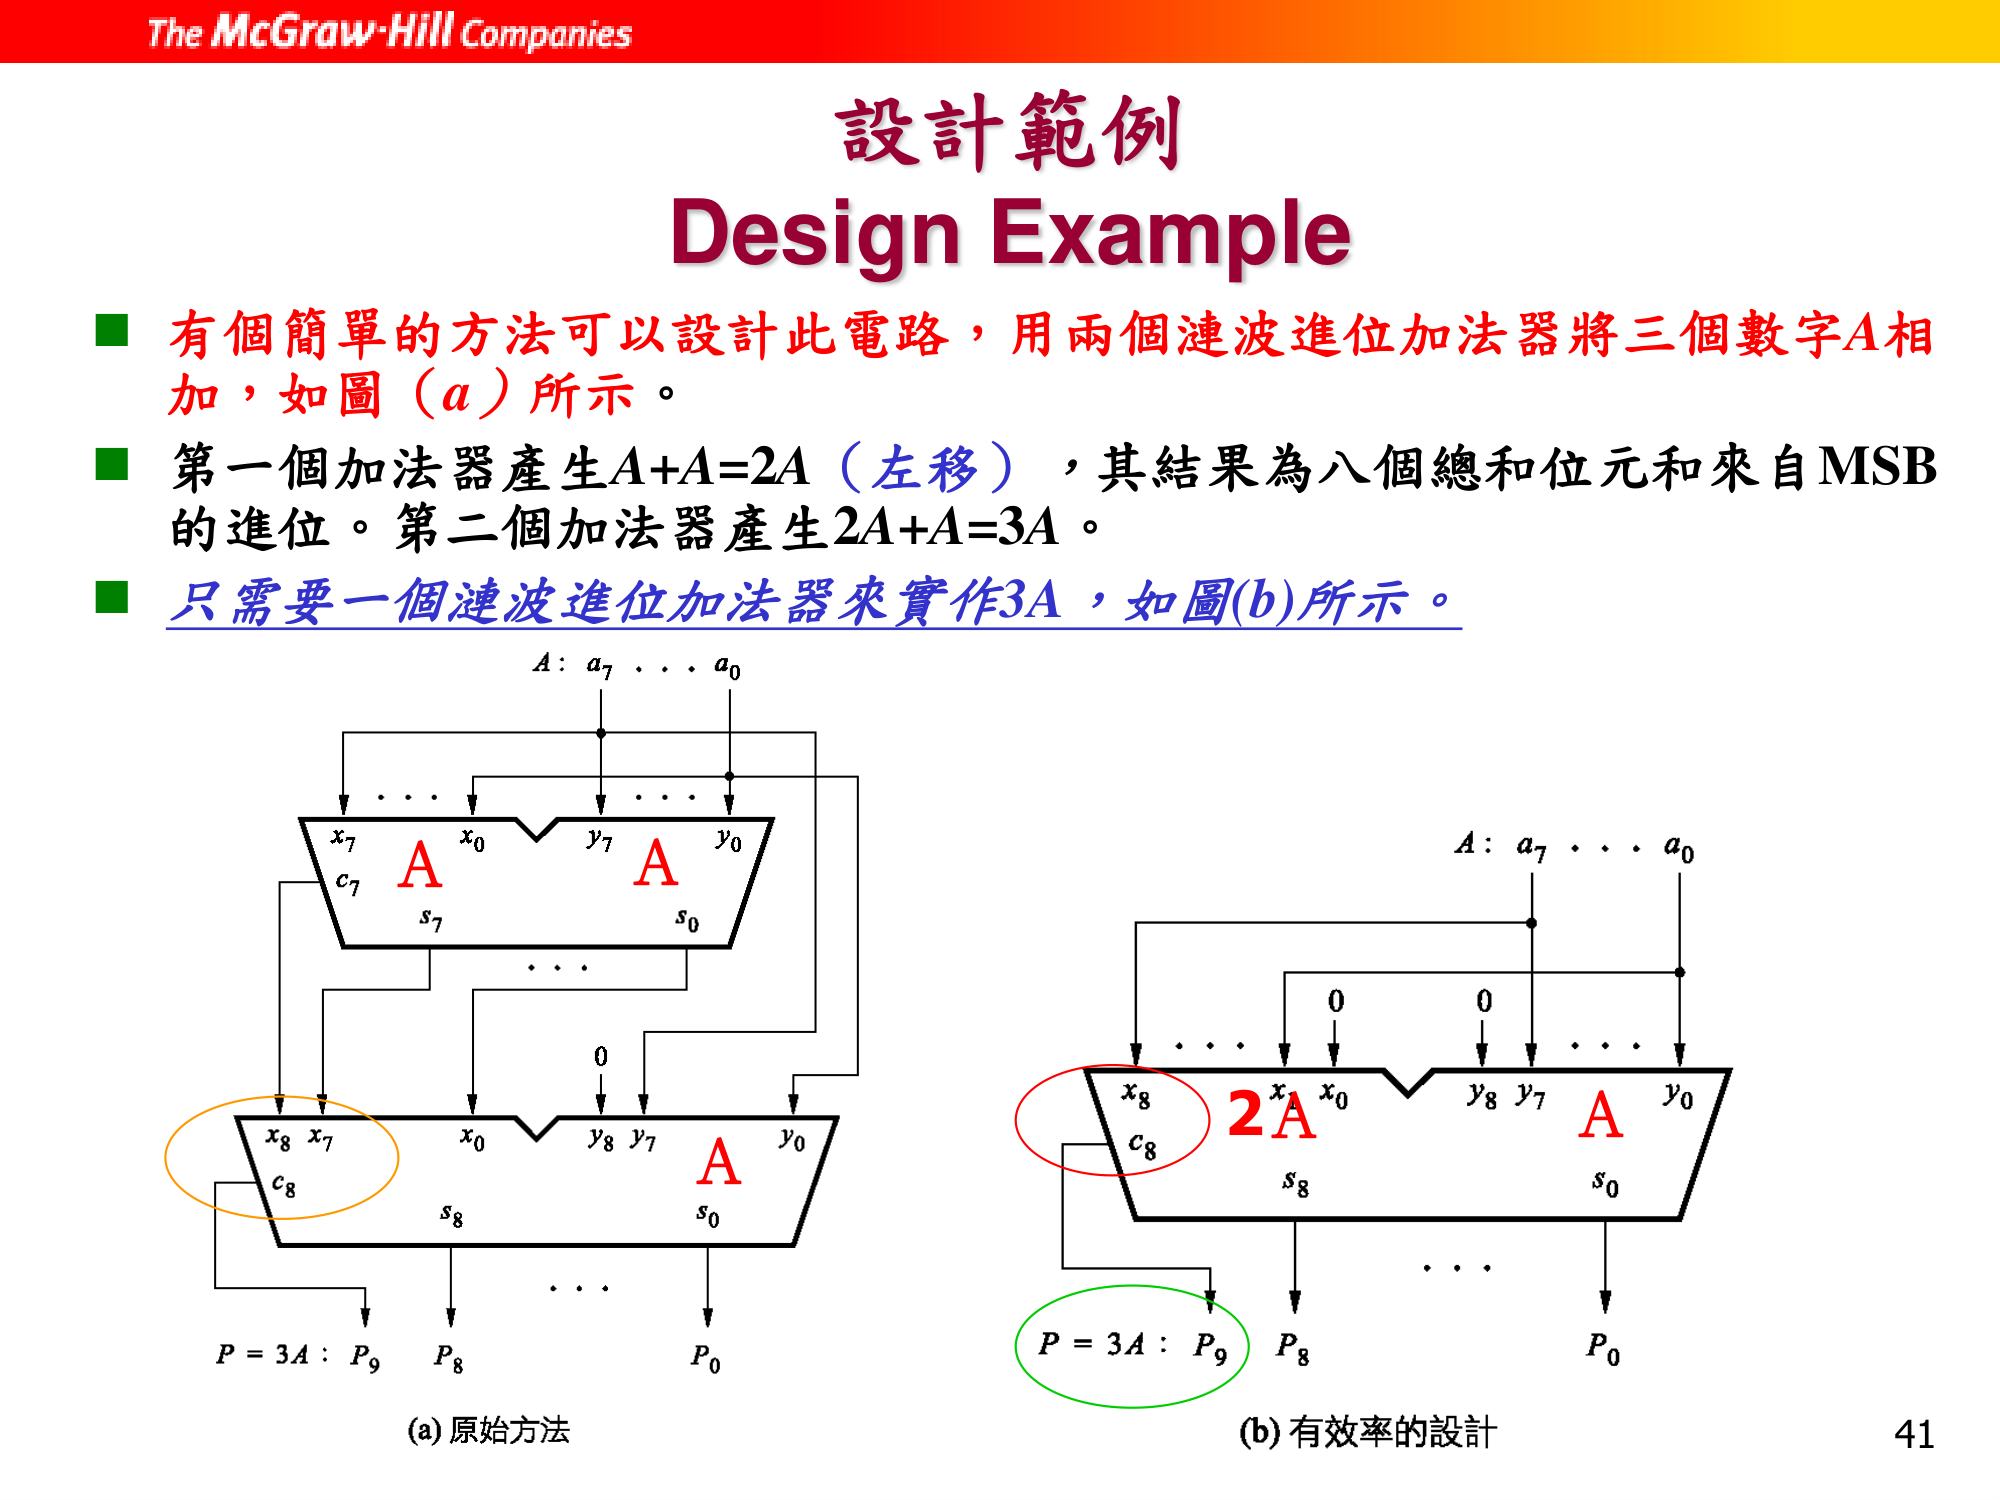 The McGraw·Hill Companies
設計範例
Design Example
有個簡單的方法可以設計此電路，用兩個漣波進位加法器將三個數字A相
加，如圖（a）所示。
第一個加法器產生A+A=2A（左移），其結果為八個總和位元和來自MSB
的進位。第二個加法器產生2A+A=3A。
只需要一個漣波進位加法器來實作3A，如圖(b)所示。
A : a7 . . . a0
. . . . . .
x7 x0 y7 y0
A A
c7
s7 s0
. . .
0
x8 x7 x0 y8 y7 y0
A
c8
s8 s0
. . .
P = 3A : P9 P8 P0
(a) 原始方法
A : a7 . . . a0
0 0
. . . . . .
x8 x1 x0 y8 y7 y0
2A A
c8
s8 s0
. . .
P = 3A : P9 P8 P0
(b) 有效率的設計
41